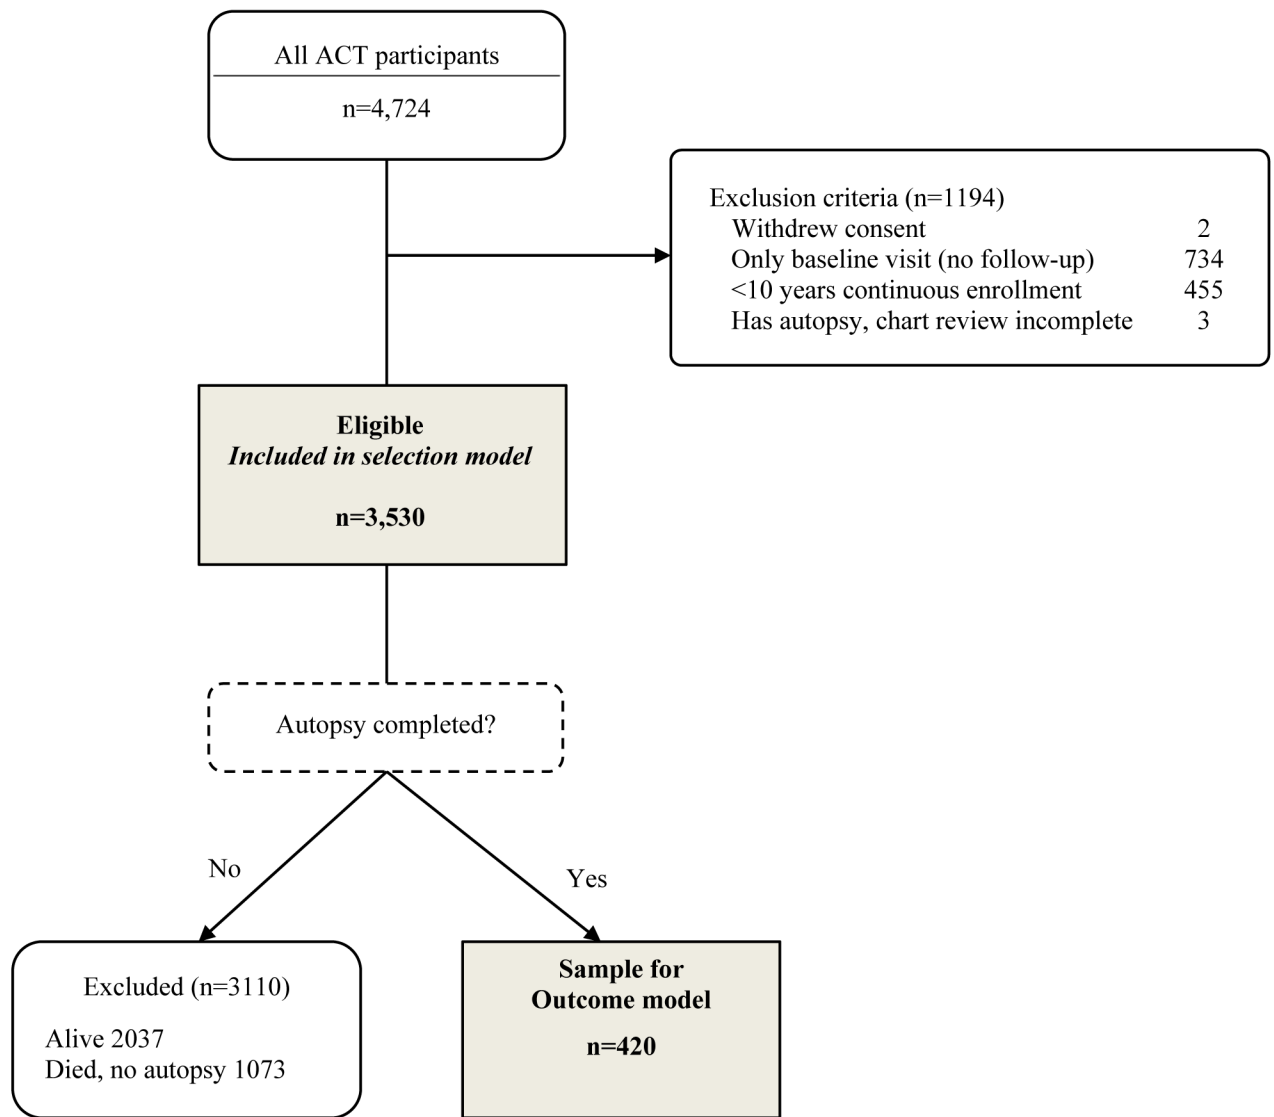 All ACT participants
n=4,724
Exclusion criteria (n=1194)
Withdrew consent 2
Only baseline visit (no follow-up) 734
<10 years continuous enrollment 455
Has autopsy, chart review incomplete 3
Eligible
Included in selection model
n=3,530
Autopsy completed?
No
Yes
Excluded (n=3110)
Alive 2037
Died, no autopsy 1073
Sample for
Outcome model
n=420